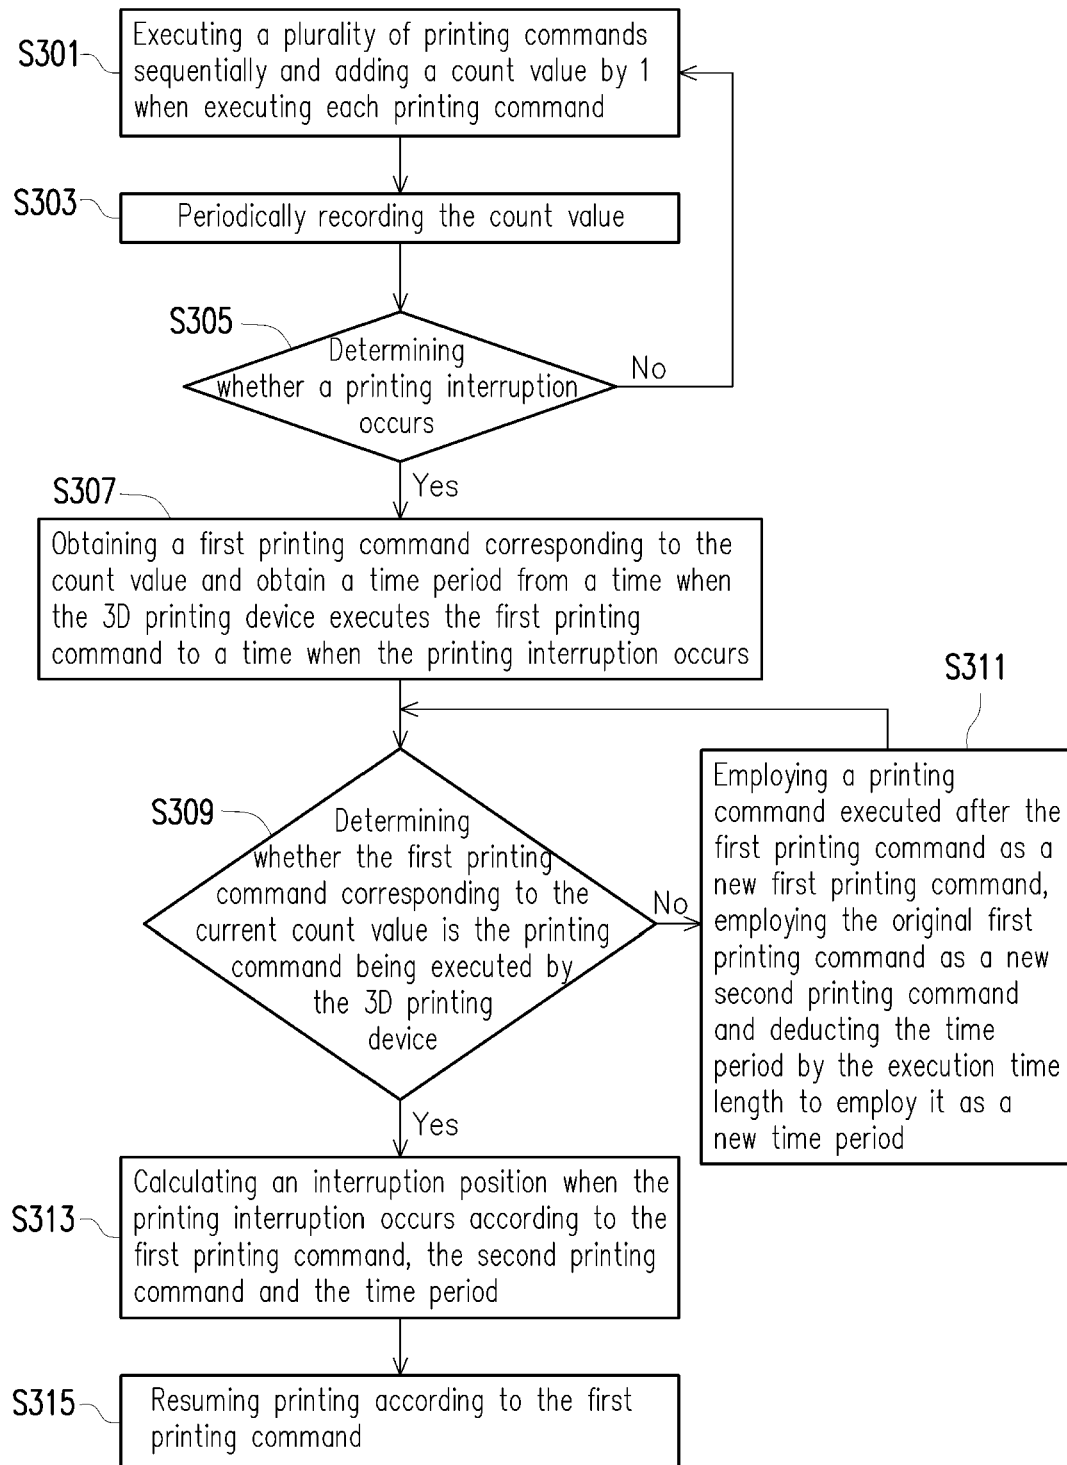 S301
Executing a plurality of printing commands
sequentially and adding a count value by 1
when executing each printing command
S303
Periodically recording the count value
S305
Determining
whether a printing interruption
occurs
No
Yes
S307
Obtaining a first printing command corresponding to the
count value and obtain a time period from a time when
the 3D printing device executes the first printing
command to a time when the printing interruption occurs
S309
Determining
whether the first printing
command corresponding to the
current count value is the printing
command being executed by
the 3D printing
device
No
S311
Employing a printing
command executed after the
first printing command as a
new first printing command,
employing the original first
printing command as a new
second printing command
and deducting the time
period by the execution time
length to employ it as a
new time period
Yes
S313
Calculating an interruption position when the
printing interruption occurs according to the
first printing command, the second printing
command and the time period
S315
Resuming printing according to the first
printing command